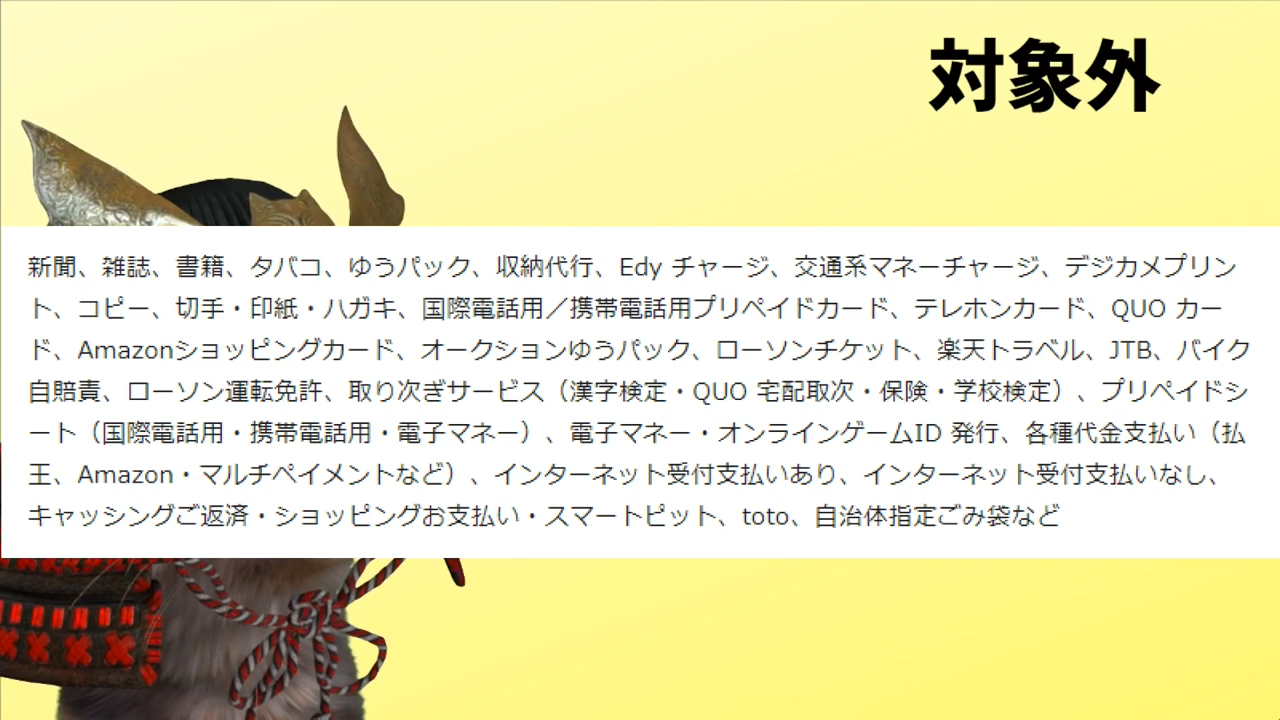 対象外
新聞、雑誌、書籍、タバコ、ゆうパック、収納代行、Edy チャージ、交通系マネーチャージ、デジカメプリン
ト、コピー、切手・印紙・ハガキ、国際電話用／携帯電話用プリペイドカード、テレホンカード、QUO カー
ド、Amazonショッピングカード、オークションゆうパック、ローソンチケット、楽天トラベル、JTB、バイク
自賠責、ローソン運転免許、取り次ぎサービス（漢字検定・QUO 宅配取次・保険・学校検定）、プリペイドシ
ート（国際電話用・携帯電話用・電子マネー）、電子マネー・オンラインゲームID 発行、各種代金支払い（払
王、Amazon・マルチペイメントなど）、インターネット受付支払いあり、インターネット受付支払いなし、
キャッシングご返済・ショッピングお支払い・スマートピット、toto、自治体指定ごみ袋など